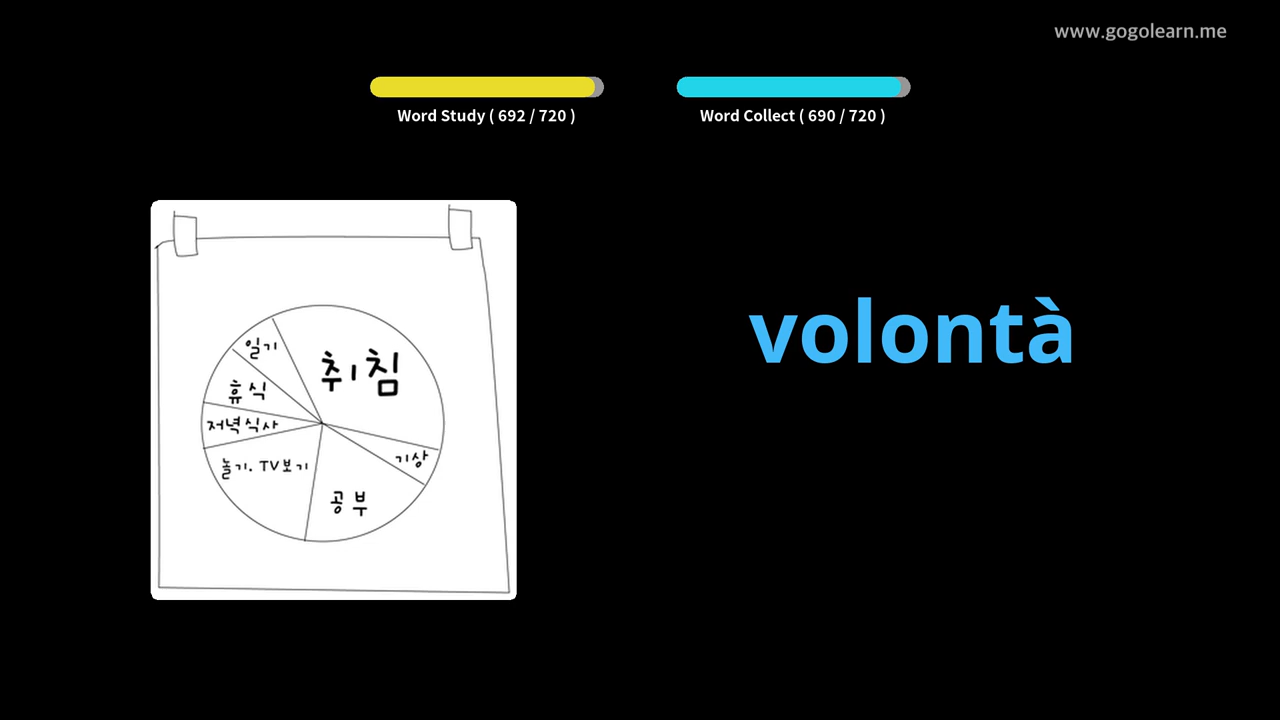 www.gogolearn.me
Word Study ( 692 / 720 )
Word Collect ( 690 / 720 )
volontà
일기
취침
휴식
저녁식사
놀기. TV보기
기상
공부